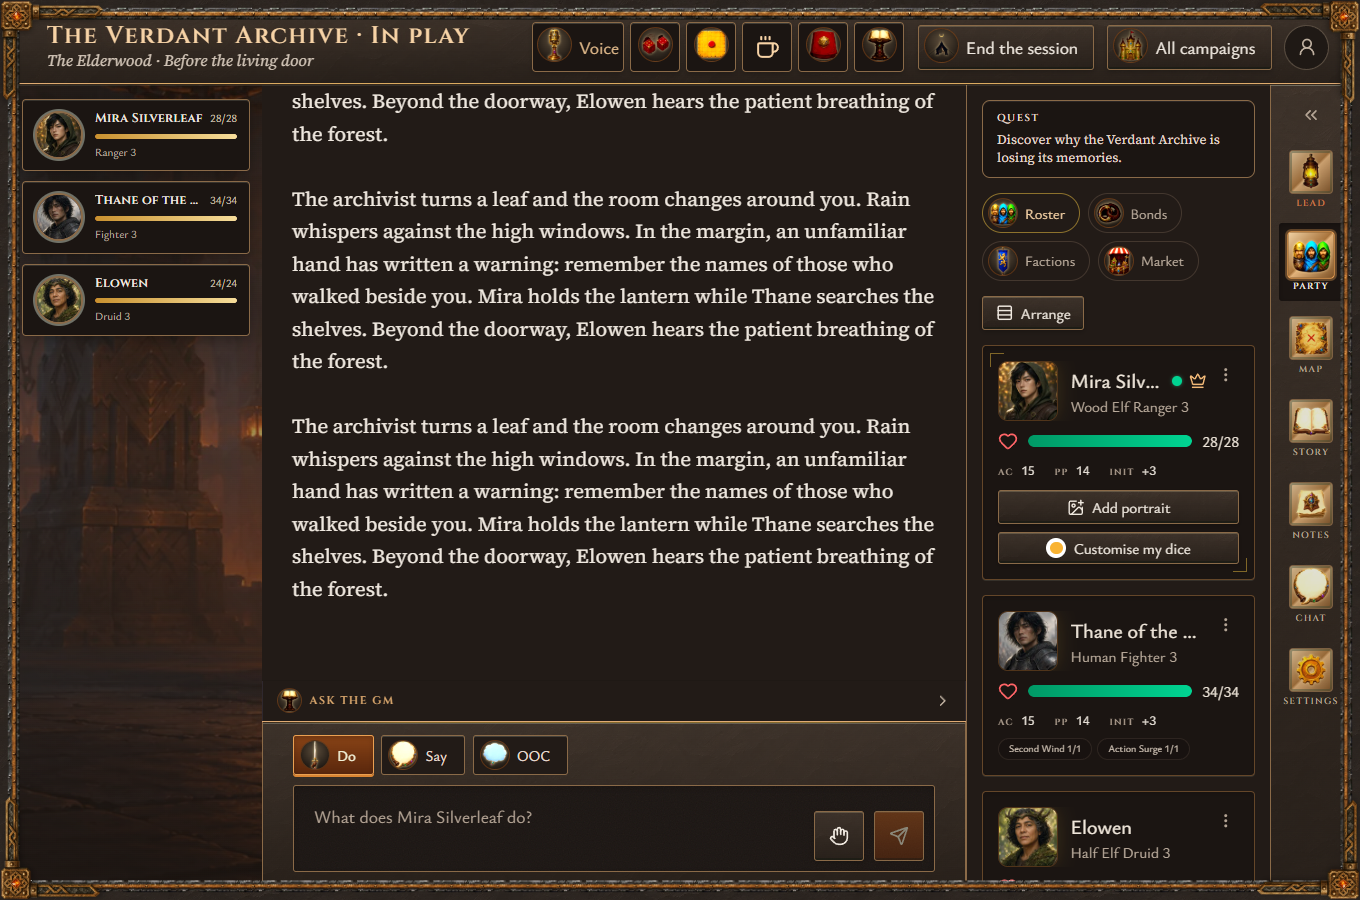 The Verdant Archive · In play
The Elderwood · Before the living door
Voice
End the session
All campaigns
Mira Silverleaf 28/28
Ranger 3
Thane of the ... 34/34
Fighter 3
Elowen 24/24
Druid 3
shelves. Beyond the doorway, Elowen hears the patient breathing of
the forest.
The archivist turns a leaf and the room changes around you. Rain
whispers against the high windows. In the margin, an unfamiliar
hand has written a warning: remember the names of those who
walked beside you. Mira holds the lantern while Thane searches the
shelves. Beyond the doorway, Elowen hears the patient breathing of
the forest.
The archivist turns a leaf and the room changes around you. Rain
whispers against the high windows. In the margin, an unfamiliar
hand has written a warning: remember the names of those who
walked beside you. Mira holds the lantern while Thane searches the
shelves. Beyond the doorway, Elowen hears the patient breathing of
the forest.
ASK THE GM
Do
Say
OOC
What does Mira Silverleaf do?
QUEST
Discover why the Verdant Archive is
losing its memories.
Roster
Bonds
Factions
Market
Arrange
Mira Silv...
Wood Elf Ranger 3
28/28
AC 15 PP 14 INIT +3
Add portrait
Customise my dice
Thane of the ...
Human Fighter 3
34/34
AC 15 PP 14 INIT +3
Second Wind 1/1
Action Surge 1/1
Elowen
Half Elf Druid 3
LEAD
PARTY
MAP
STORY
NOTES
CHAT
SETTINGS